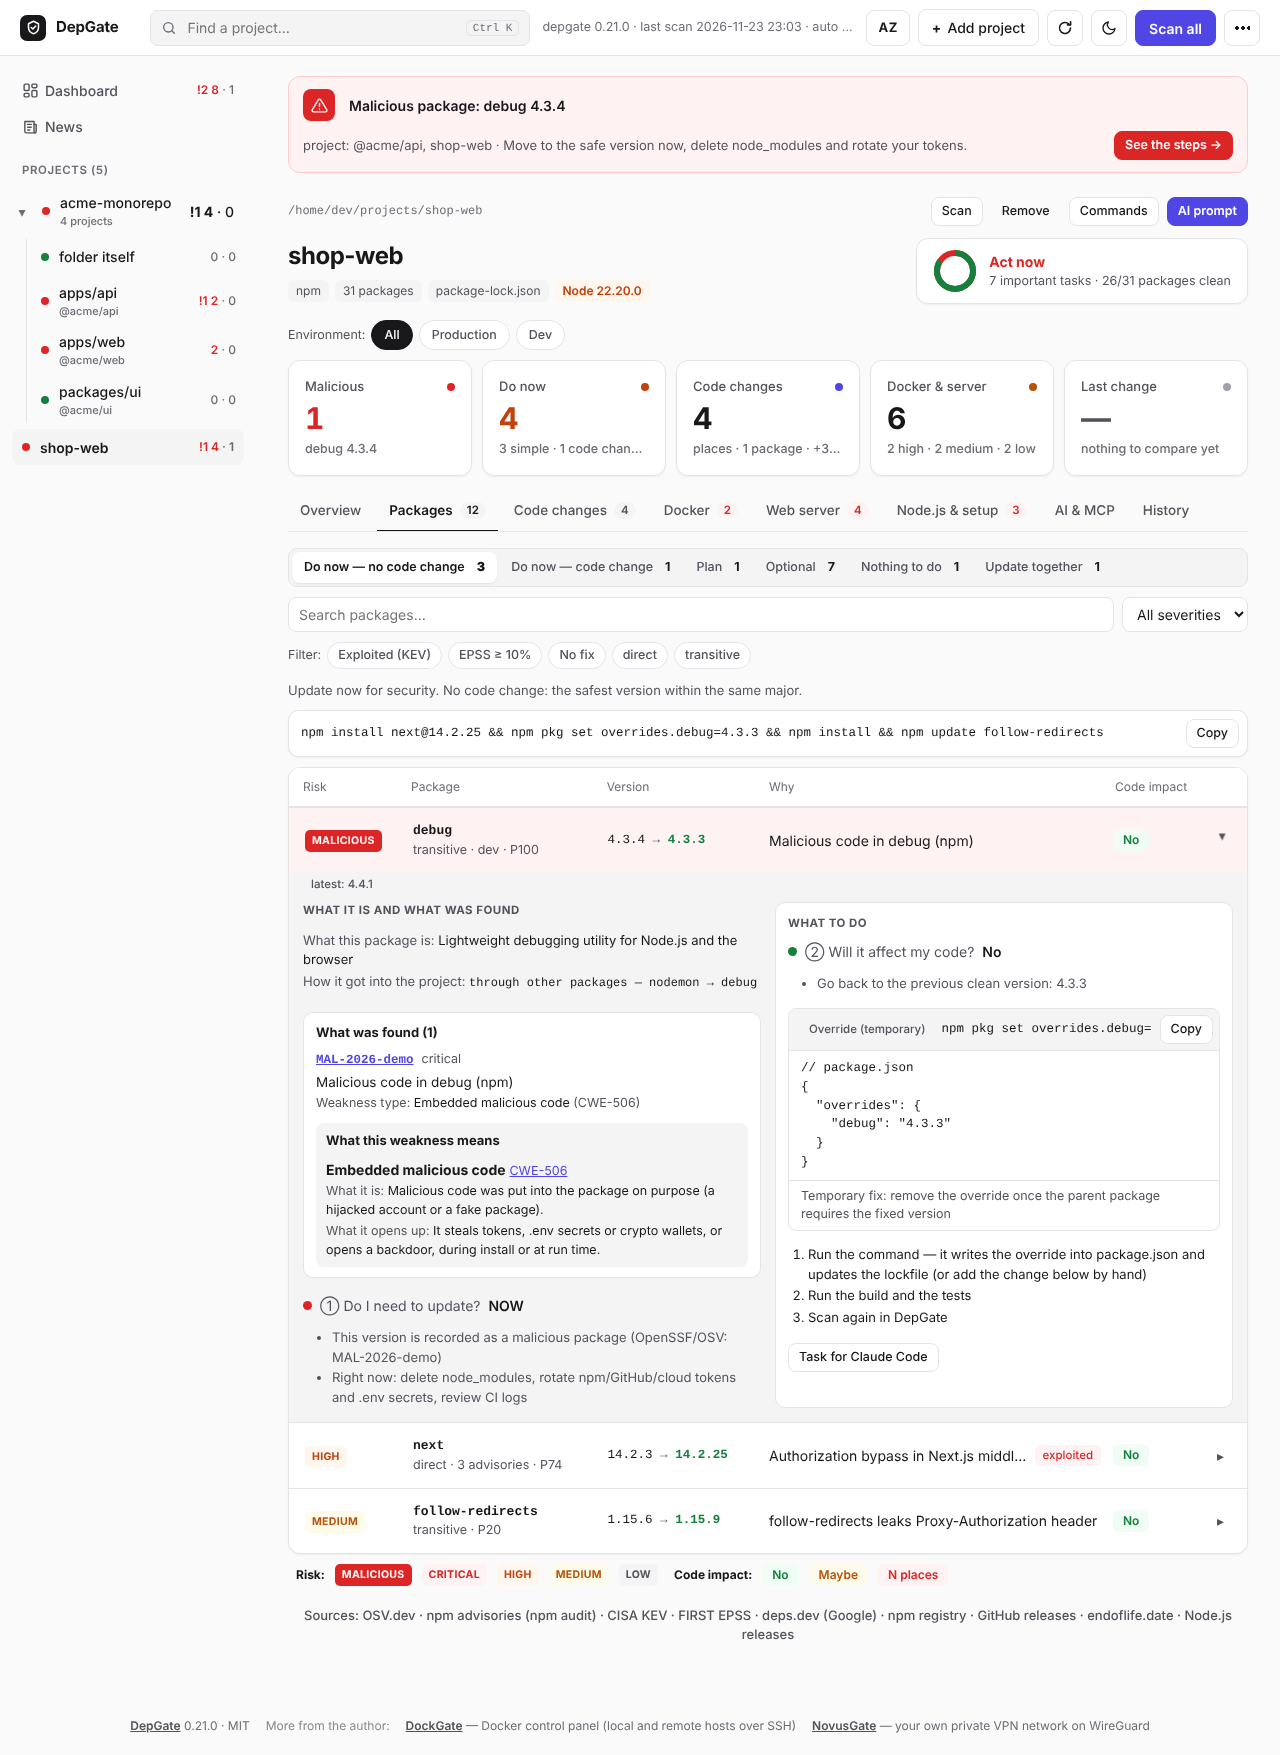 DepGate
Find a project...
Ctrl K
depgate 0.21.0 · last scan 2026-11-23 23:03 · auto ...
AZ
+ Add project
Scan all
Dashboard
!2 8 · 1
News
PROJECTS (5)
acme-monorepo
4 projects
!1 4 · 0
folder itself
0 · 0
apps/api
@acme/api
!1 2 · 0
apps/web
@acme/web
2 · 0
packages/ui
@acme/ui
0 · 0
shop-web
!1 4 · 1
Malicious package: debug 4.3.4
project: @acme/api, shop-web · Move to the safe version now, delete node_modules and rotate your tokens.
See the steps →
/home/dev/projects/shop-web
Scan
Remove
Commands
AI prompt
shop-web
npm
31 packages
package-lock.json
Node 22.20.0
Act now
7 important tasks · 26/31 packages clean
Environment:
All
Production
Dev
Malicious
1
debug 4.3.4
Do now
4
3 simple · 1 code chan...
Code changes
4
places · 1 package · +3...
Docker & server
6
2 high · 2 medium · 2 low
Last change
—
nothing to compare yet
Overview
Packages 12
Code changes 4
Docker 2
Web server 4
Node.js & setup 3
AI & MCP
History
Do now — no code change 3
Do now — code change 1
Plan 1
Optional 7
Nothing to do 1
Update together 1
Search packages...
All severities
Filter:
Exploited (KEV)
EPSS ≥ 10%
No fix
direct
transitive
Update now for security. No code change: the safest version within the same major.
npm install next@14.2.25 && npm pkg set overrides.debug=4.3.3 && npm install && npm update follow-redirects
Copy
Risk
Package
Version
Why
Code impact
MALICIOUS
debug
transitive · dev · P100
4.3.4 → 4.3.3
Malicious code in debug (npm)
No
latest: 4.4.1
WHAT IT IS AND WHAT WAS FOUND
What this package is: Lightweight debugging utility for Node.js and the
browser
How it got into the project: through other packages — nodemon → debug
What was found (1)
MAL-2026-demo critical
Malicious code in debug (npm)
Weakness type: Embedded malicious code (CWE-506)
What this weakness means
Embedded malicious code CWE-506
What it is: Malicious code was put into the package on purpose (a
hijacked account or a fake package).
What it opens up: It steals tokens, .env secrets or crypto wallets, or
opens a backdoor, during install or at run time.
① Do I need to update? NOW
• This version is recorded as a malicious package (OpenSSF/OSV:
MAL-2026-demo)
• Right now: delete node_modules, rotate npm/GitHub/cloud tokens
and .env secrets, review CI logs
WHAT TO DO
② Will it affect my code? No
• Go back to the previous clean version: 4.3.3
Override (temporary)
npm pkg set overrides.debug=
Copy
// package.json
{
"overrides": {
"debug": "4.3.3"
}
}
Temporary fix: remove the override once the parent package
requires the fixed version
1. Run the command — it writes the override into package.json and
updates the lockfile (or add the change below by hand)
2. Run the build and the tests
3. Scan again in DepGate
Task for Claude Code
HIGH
next
direct · 3 advisories · P74
14.2.3 → 14.2.25
Authorization bypass in Next.js middl...
exploited
No
MEDIUM
follow-redirects
transitive · P20
1.15.6 → 1.15.9
follow-redirects leaks Proxy-Authorization header
No
Risk:
MALICIOUS
CRITICAL
HIGH
MEDIUM
LOW
Code impact:
No
Maybe
N places
Sources: OSV.dev · npm advisories (npm audit) · CISA KEV · FIRST EPSS · deps.dev (Google) · npm registry · GitHub releases · endoflife.date · Node.js
releases
DepGate 0.21.0 · MIT
More from the author:
DockGate — Docker control panel (local and remote hosts over SSH)
NovusGate — your own private VPN network on WireGuard